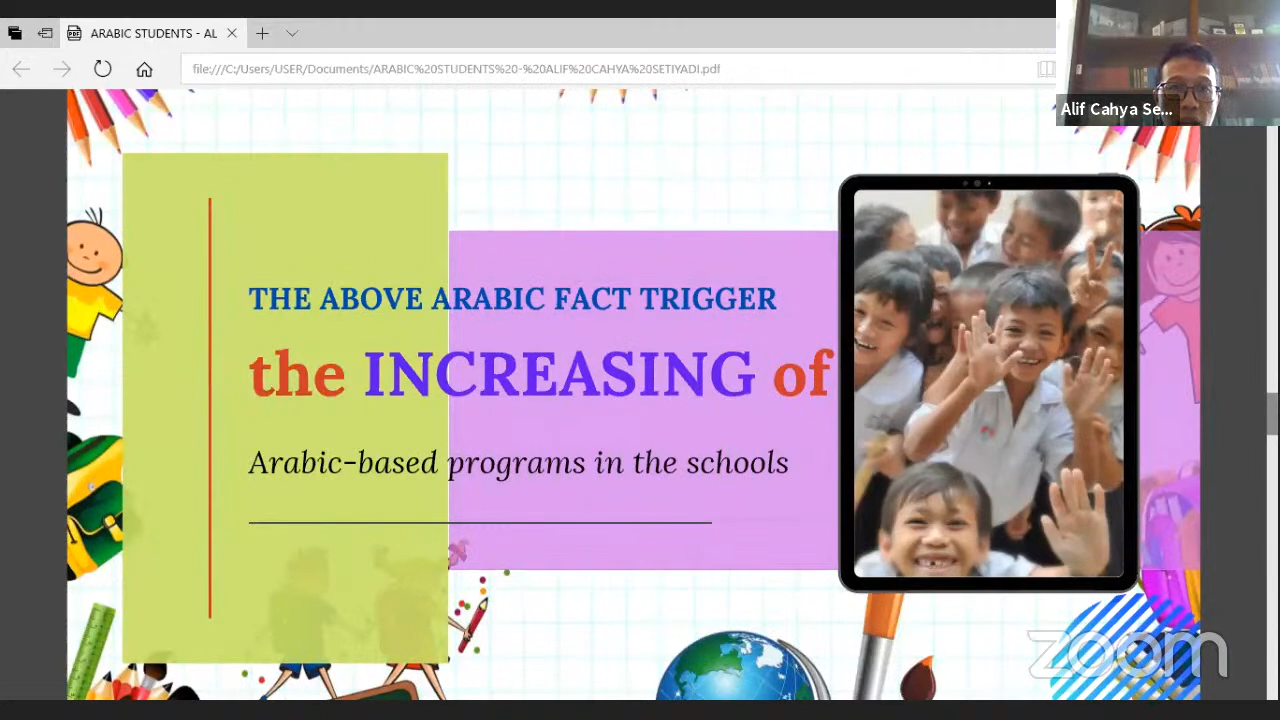 ARABIC STUDENTS - AL
file:///C:/Users/USER/Documents/ARABIC%20STUDENTS%20-%20ALIF%20CAHYA%20SETIYADI.pdf
Alif Cahya Se...
THE ABOVE ARABIC FACT TRIGGER
the INCREASING of
Arabic-based programs in the schools
zoom